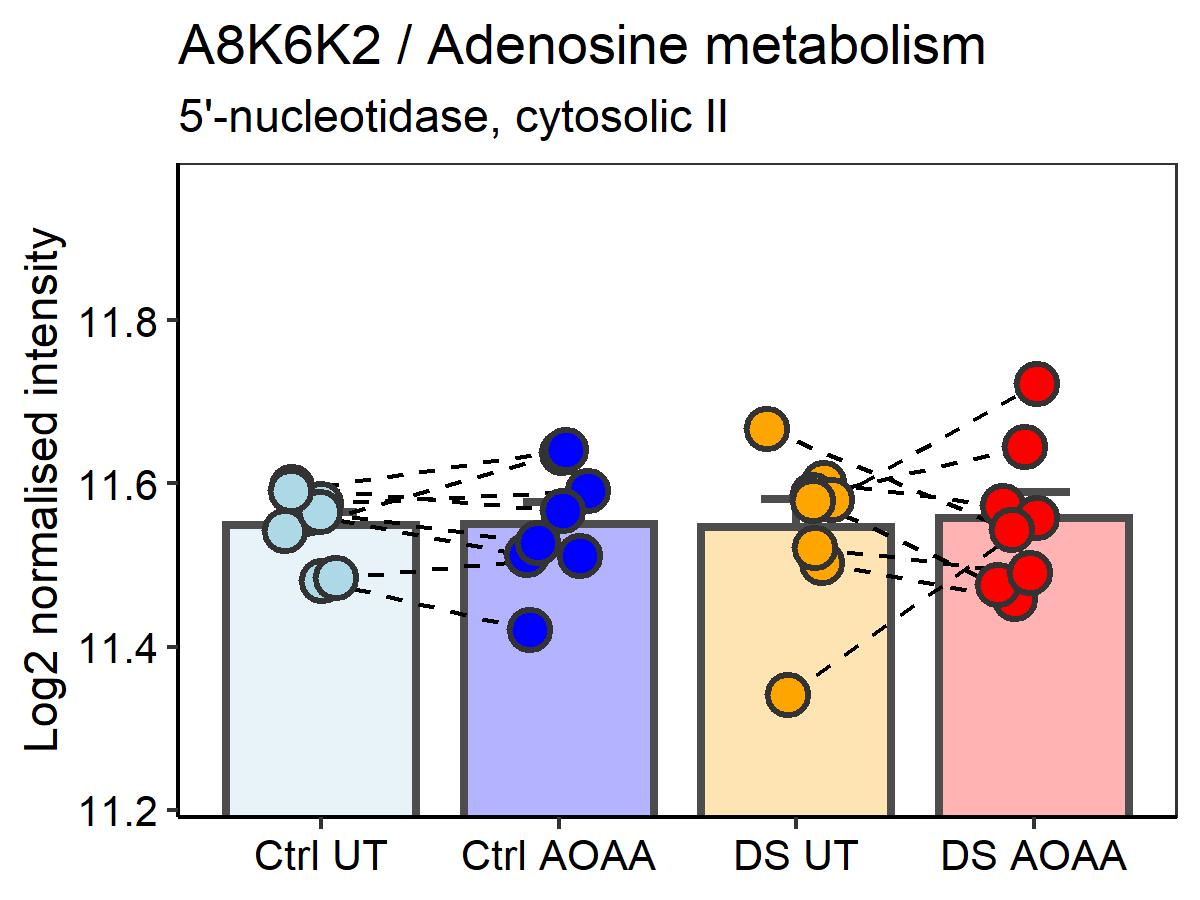 A8K6K2 / Adenosine metabolism
5'-nucleotidase, cytosolic II
Log2 normalised intensity
11.8
11.6
11.4
11.2
Ctrl UT
Ctrl AOAA
DS UT
DS AOAA